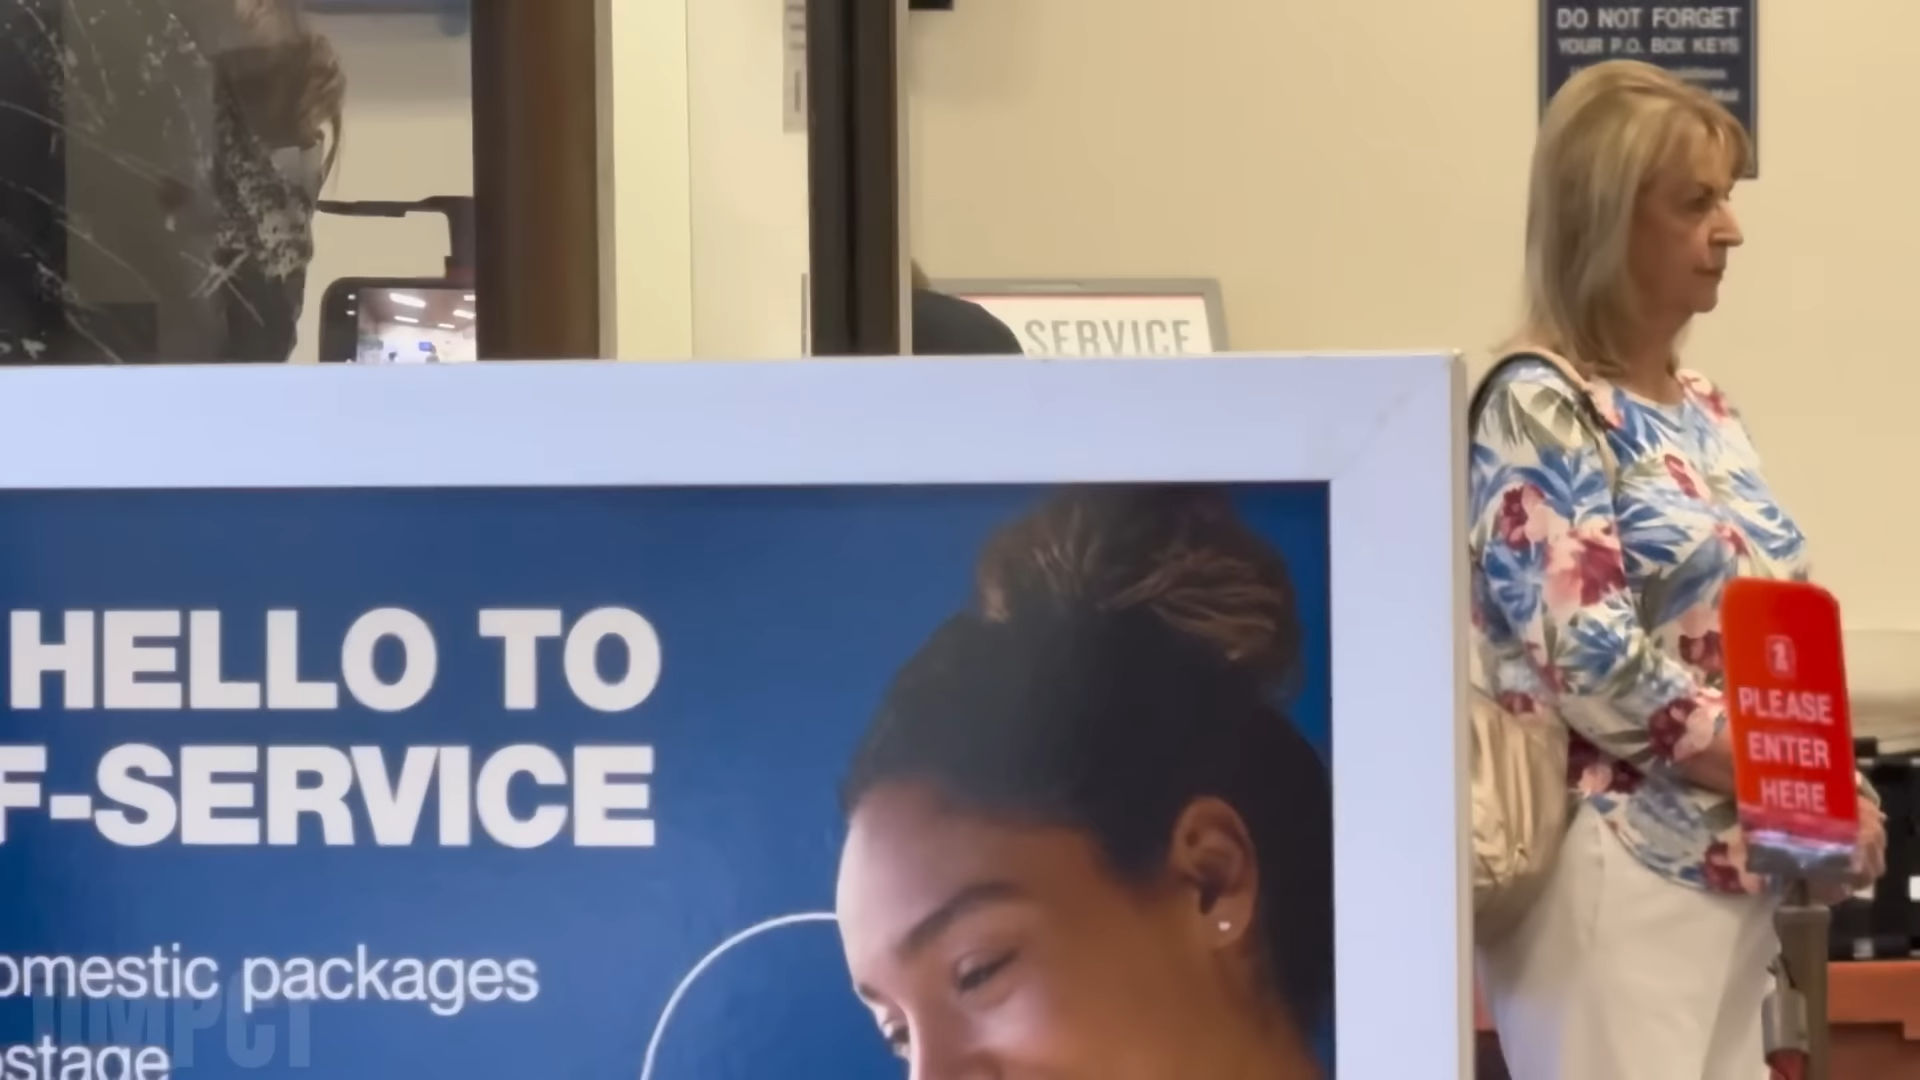 DO NOT FORGET
YOUR P.O. BOX KEYS
SERVICE
HELLO TO
F-SERVICE
omestic packages
ostage
PLEASE
ENTER
HERE